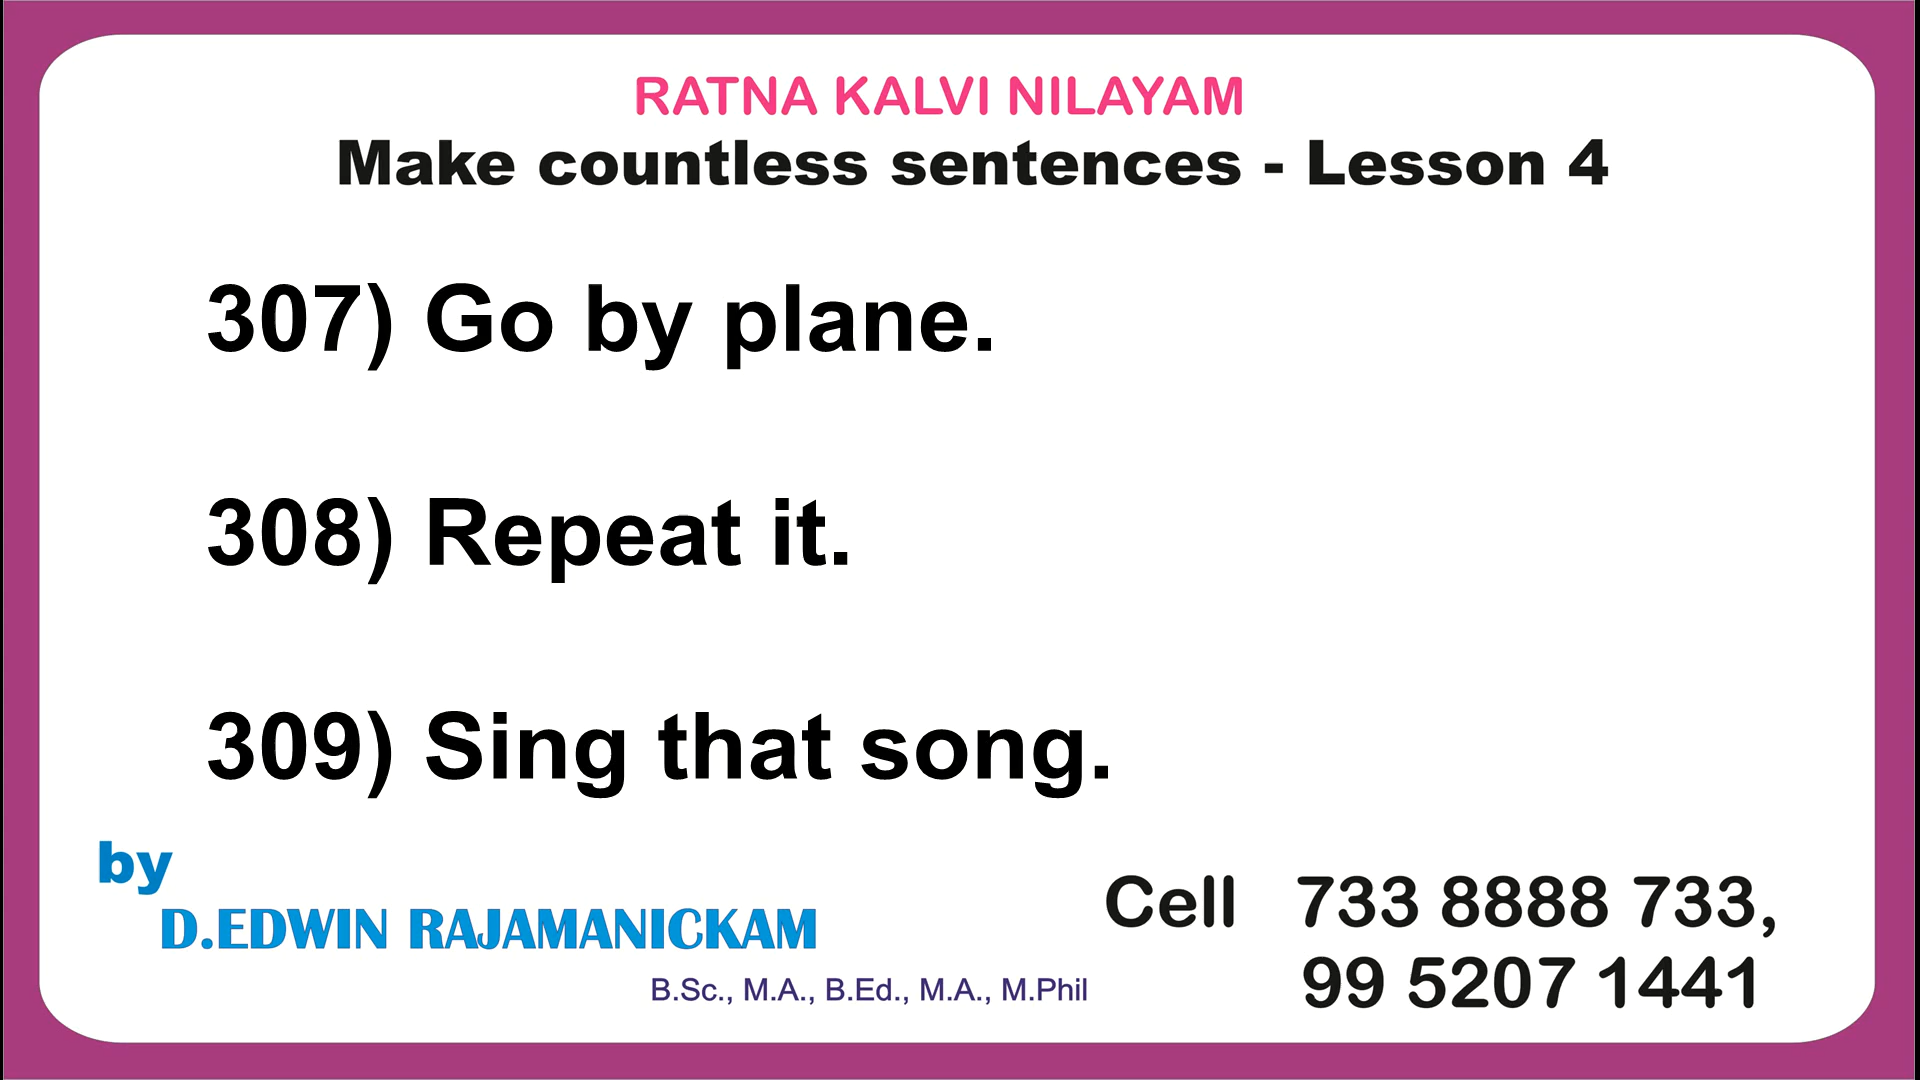 RATNA KALVI NILAYAM
Make countless sentences - Lesson 4
307) Go by plane.
308) Repeat it.
309) Sing that song.
by
D.EDWIN RAJAMANICKAM
B.Sc., M.A., B.Ed., M.A., M.Phil
Cell 733 8888 733,
99 5207 1441